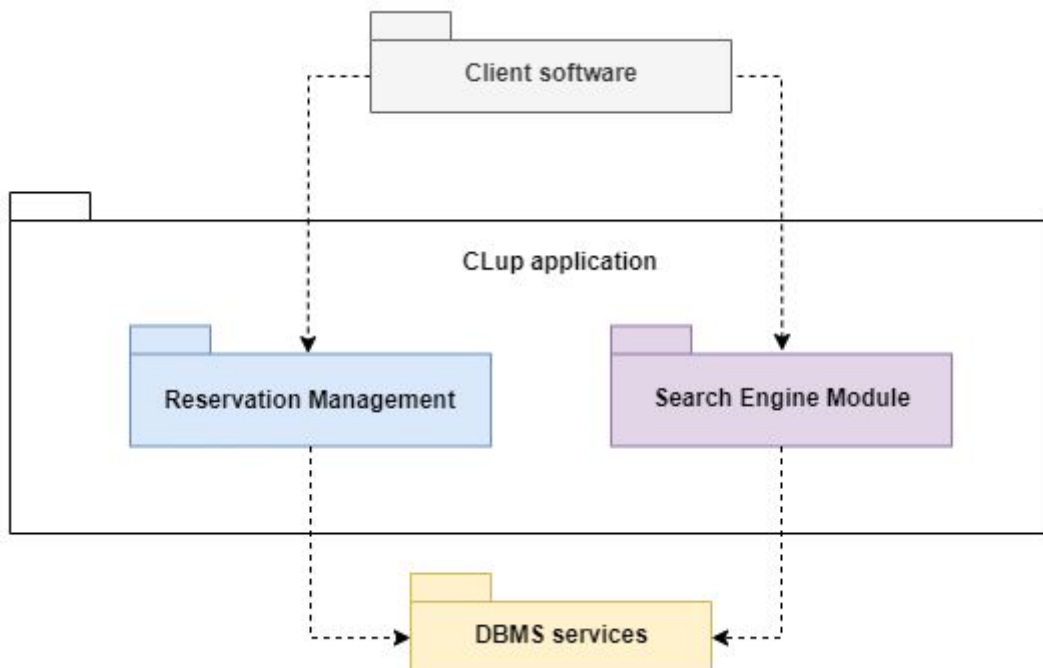 Client software
CLup application
Reservation Management
Search Engine Module
DBMS services